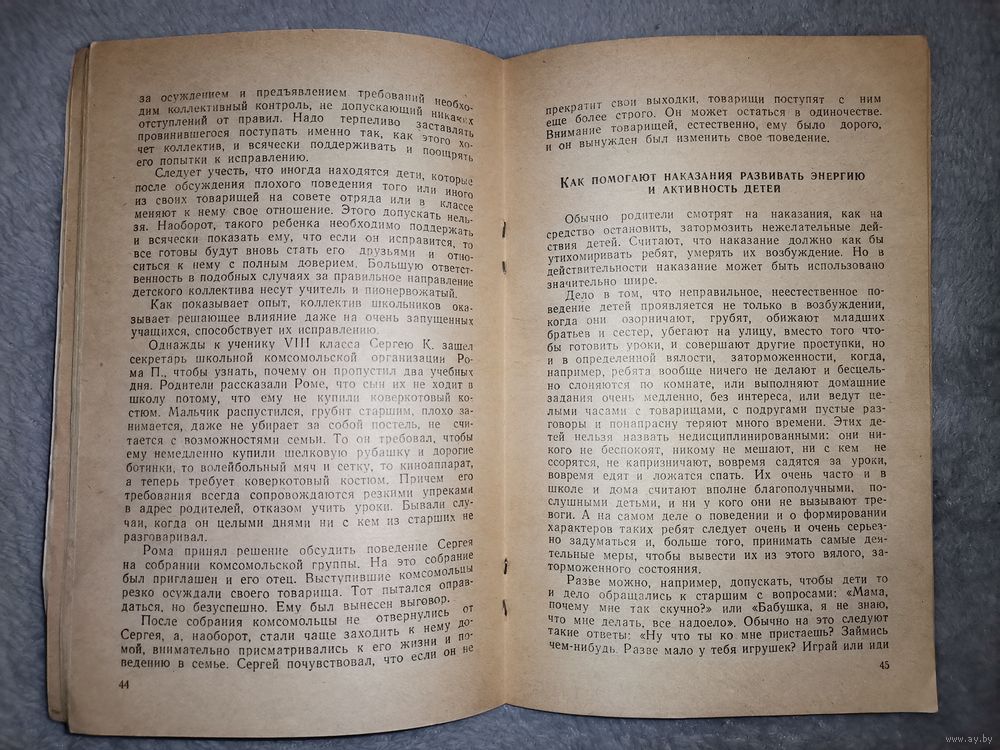 за осуждением и предъявлением требований необхо-
дим коллективный контроль, не допускающий никаких
отступлений от правил. Надо терпеливо заставлять
провинившегося поступать именно так, как этого хо-
чет коллектив, и всячески поддерживать и поощрять
его попытки к исправлению.
Следует учесть, что иногда находятся дети, которые
после обсуждения плохого поведения того или иного
из своих товарищей на совете отряда или в классе
меняют к нему свое отношение. Этого допускать нель-
зя. Наоборот, такого ребенка необходимо поддержать
и всячески показать ему, что если он исправится, то
все готовы будут вновь стать его друзьями и отно-
ситься к нему с полным доверием. Большую ответст-
венность в подобных случаях за правильное направление
детского коллектива несут учитель и пионервожатый.
Как показывает опыт, коллектив школьников ока-
зывает решающее влияние даже на очень запущенных
учащихся, способствует их исправлению.
Однажды к ученику VIII класса Сергею К. зашел
секретарь школьной комсомольской организации Ро-
ма П., чтобы узнать, почему он пропустил два учебных
дня. Родители рассказали Роме, что сын их не ходит в
школу потому, что ему не купили коверкотовый ко-
стюм. Мальчик распустился, грубит старшим, плохо за-
нимается, даже не убирает за собой постель, не счи-
тается с возможностями семьи. То он требовал, чтобы
ему немедленно купили шелковую рубашку и дорогие
ботинки, то волейбольный мяч и сетку, то киноаппарат,
а теперь требует коверкотовый костюм. Причем его
требования всегда сопровождаются резкими упреками
в адрес родителей, отказом учить уроки. Бывали слу-
чаи, когда он целыми днями ни с кем из старших не
разговаривал.
Рома принял решение обсудить поведение Сергея
на собрании комсомольской группы. На это собрание
был приглашен и его отец. Выступившие комсомольцы
резко осуждали своего товарища. Тот пытался оправ-
даться, но безуспешно. Ему был вынесен выговор.
После собрания комсомольцы не отвернулись от
Сергея, а, наоборот, стали чаще заходить к нему до-
мой, внимательно присматривались к его жизни и по-
ведению в семье. Сергей почувствовал, что если он не
44
прекратит свои выходки, товарищи поступят с ним
еще более строго. Он может остаться в одиночестве.
Внимание товарищей, естественно, ему было дорого,
и он вынужден был изменить свое поведение.
КАК ПОМОГАЮТ НАКАЗАНИЯ РАЗВИВАТЬ ЭНЕРГИЮ
И АКТИВНОСТЬ ДЕТЕЙ
Обычно родители смотрят на наказания, как на
средство остановить, затормозить нежелательные дей-
ствия детей. Считают, что наказание должно как бы
утихомиривать ребят, умерять их возбуждение. Но в
действительности наказание может быть использовано
значительно шире.
Дело в том, что неправильное, неестественное по-
ведение детей проявляется не только в возбуждении,
когда они озорничают, грубят, обижают младших
братьев и сестер, убегают на улицу, вместо того что-
бы готовить уроки, и совершают другие проступки, но
и в определенной вялости, заторможенности, когда,
например, ребята вообще ничего не делают и бесцель-
но слоняются по комнате, или выполняют домашние
задания очень медленно, без интереса, или ведут це-
лыми часами с товарищами, с подругами пустые раз-
говоры и понапрасну теряют много времени. Этих де-
тей нельзя назвать недисциплинированными: они ни-
кого не беспокоят, никому не мешают, ни с кем не
ссорятся, не капризничают, вовремя садятся за уроки,
вовремя едят и ложатся спать. Их очень часто и в
школе и дома считают вполне благополучными, по-
слушными детьми, и ни у кого они не вызывают тре-
воги. А на самом деле о поведении и о формировании
характеров таких ребят следует очень и очень серьез-
но задуматься и, больше того, принимать самые дея-
тельные меры, чтобы вывести их из этого вялого, за-
торможенного состояния.
Разве можно, например, допускать, чтобы дети то
и дело обращались к старшим с вопросами: «Мама,
почему мне так скучно?» или «Бабушка, я не знаю,
что мне делать, все надоело». Обычно на это следуют
такие ответы: «Ну что ты ко мне пристаешь? Займись
чем-нибудь. Разве мало у тебя игрушек? Играй или иди
45
www.ay.by